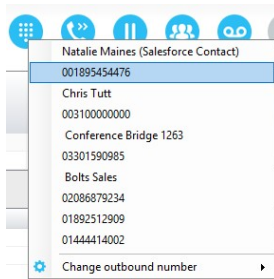 Natalie Maines (Salesforce Contact)
001895454476
Chris Tutt
003100000000
Conference Bridge 1263
03301590985
Bolts Sales
02086879234
01892512909
01444414002
Change outbound number